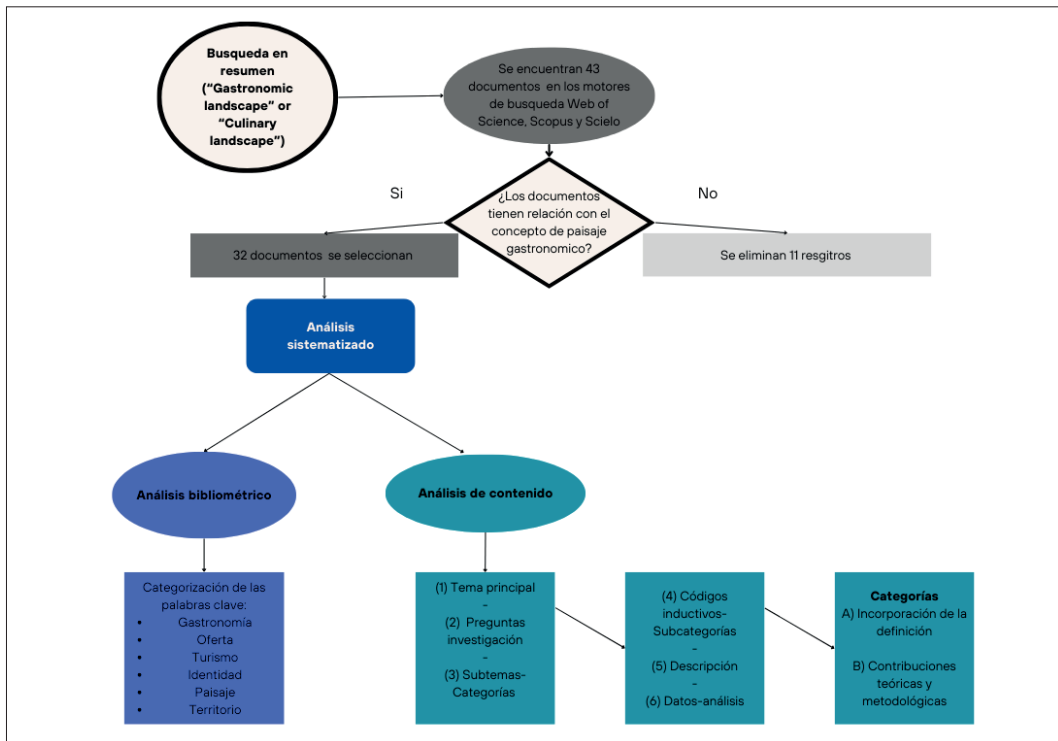 Busqueda en
resumen
("Gastronomic
landscape" or
"Culinary
landscape")
Se encuentran 43
documentos en los motores
de busqueda Web of
Science, Scopus y Scielo
Si
¿Los documentos
tienen relación con el
concepto de paisaje
gastronomico?
No
32 documentos se seleccionan
Se eliminan 11 resgitros
Análisis
sistematizado
Análisis bibliométrico
Análisis de contenido
Categorización de las
palabras clave:
• Gastronomía
• Oferta
• Turismo
• Identidad
• Paisaje
• Territorio
(1) Tema principal
-
(2) Preguntas
investigación
-
(3) Subtemas-
Categorías
(4) Códigos
inductivos-
Subcategorías
-
(5) Descripción
-
(6) Datos-análisis
Categorías
A) Incorporación de la
definición
B) Contribuciones
teóricas y
metodológicas